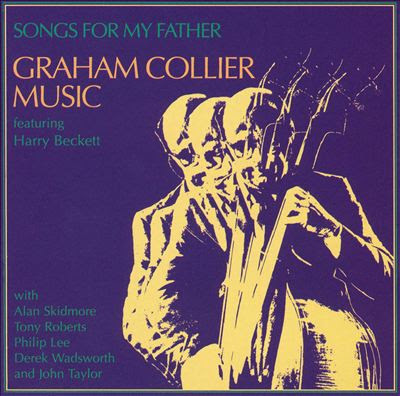 SONGS FOR MY FATHER
GRAHAM COLLIER
MUSIC
featuring
Harry Beckett
with
Alan Skidmore
Tony Roberts
Philip Lee
Derek Wadsworth
and John Taylor